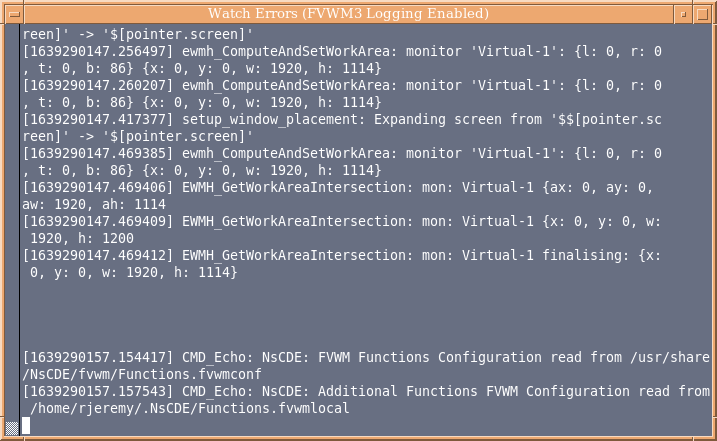 Watch Errors (FVWM3 Logging Enabled)
reen]' -> '$[pointer.screen]'
[1639290147.256497] ewmh_ComputeAndSetWorkArea: monitor 'Virtual-1': {l: 0, r: 0
, t: 0, b: 86} {x: 0, y: 0, w: 1920, h: 1114}
[1639290147.260207] ewmh_ComputeAndSetWorkArea: monitor 'Virtual-1': {l: 0, r: 0
, t: 0, b: 86} {x: 0, y: 0, w: 1920, h: 1114}
[1639290147.417377] setup_window_placement: Expanding screen from '$$[pointer.sc
reen]' -> '$[pointer.screen]'
[1639290147.469385] ewmh_ComputeAndSetWorkArea: monitor 'Virtual-1': {l: 0, r: 0
, t: 0, b: 86} {x: 0, y: 0, w: 1920, h: 1114}
[1639290147.469406] EWMH_GetWorkAreaIntersection: mon: Virtual-1 {ax: 0, ay: 0,
aw: 1920, ah: 1114
[1639290147.469409] EWMH_GetWorkAreaIntersection: mon: Virtual-1 {x: 0, y: 0, w:
 1920, h: 1200
[1639290147.469412] EWMH_GetWorkAreaIntersection: mon: Virtual-1 finalising: {x:
 0, y: 0, w: 1920, h: 1114}
[1639290157.154417] CMD_Echo: NsCDE: FVWM Functions Configuration read from /usr/share
/NsCDE/fvwm/Functions.fvwmconf
[1639290157.157543] CMD_Echo: NsCDE: Additional Functions FVWM Configuration read from
 /home/rjeremy/.NsCDE/Functions.fvwmlocal